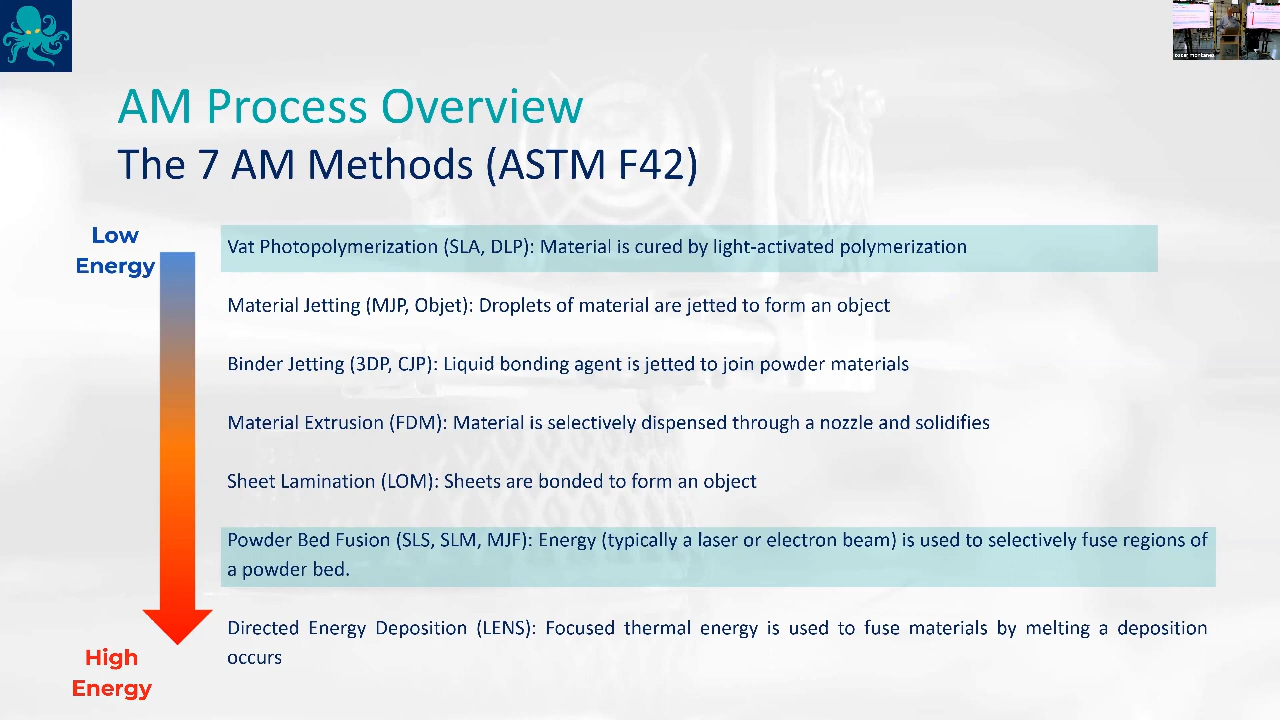 AM Process Overview
The 7 AM Methods (ASTM F42)
Low
Energy
Vat Photopolymerization (SLA, DLP): Material is cured by light-activated polymerization
Material Jetting (MJP, Objet): Droplets of material are jetted to form an object
Binder Jetting (3DP, CJP): Liquid bonding agent is jetted to join powder materials
Material Extrusion (FDM): Material is selectively dispensed through a nozzle and solidifies
Sheet Lamination (LOM): Sheets are bonded to form an object
Powder Bed Fusion (SLS, SLM, MJF): Energy (typically a laser or electron beam) is used to selectively fuse regions of
a powder bed.
Directed Energy Deposition (LENS): Focused thermal energy is used to fuse materials by melting a deposition
occurs
High
Energy